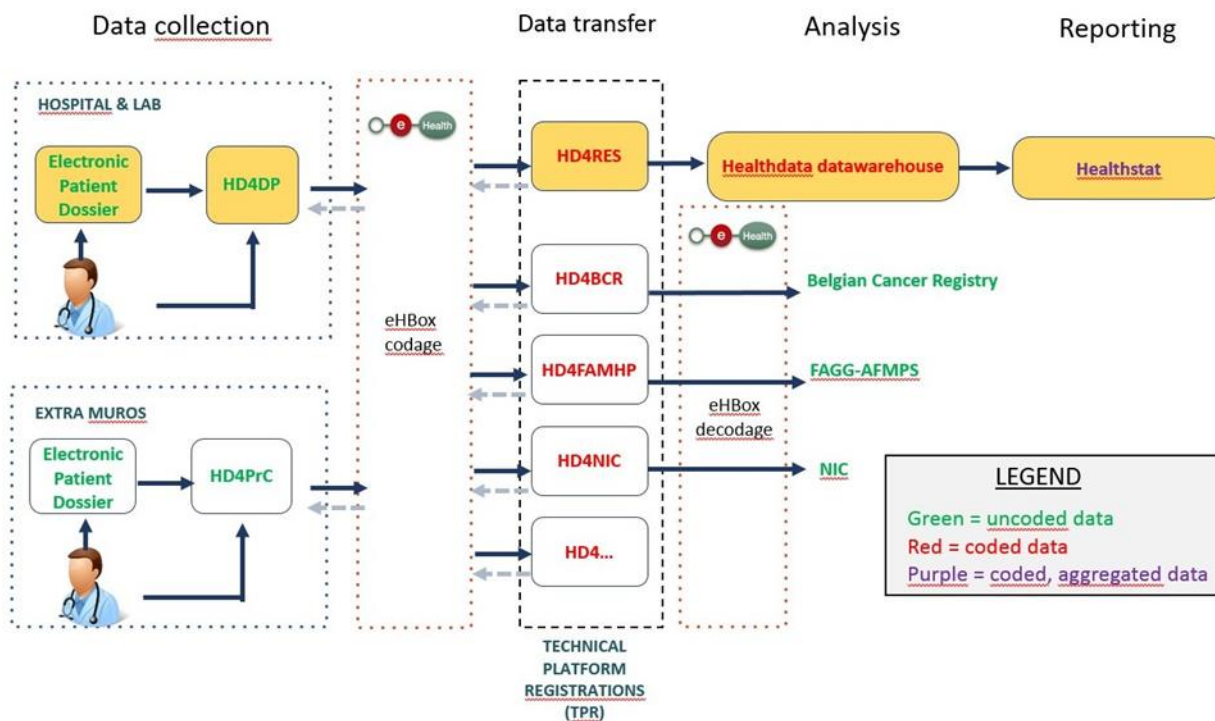 Data collection
Data transfer
Analysis
Reporting
HOSPITAL & LAB
Electronic
Patient
Dossier
HD4DP
EXTRA MUROS
Electronic
Patient
Dossier
HD4PrC
e Health
eHBox
codage
HD4RES
HD4BCR
HD4FAMHP
HD4NIC
HD4...
TECHNICAL
PLATFORM
REGISTRATIONS
(TPR)
Healthdata datawarehouse
Healthstat
e Health
eHBox
decodage
Belgian Cancer Registry
FAGG-AFMPS
NIC
LEGEND
Green = uncoded data
Red = coded data
Purple = coded, aggregated data